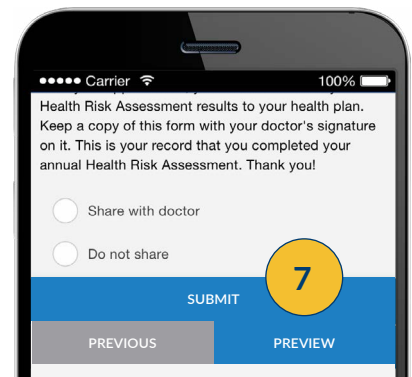 Carrier 100%
Health Risk Assessment results to your health plan.
Keep a copy of this form with your doctor's signature
on it. This is your record that you completed your
annual Health Risk Assessment. Thank you!
Share with doctor
Do not share
7
SUBMIT
PREVIOUS PREVIEW